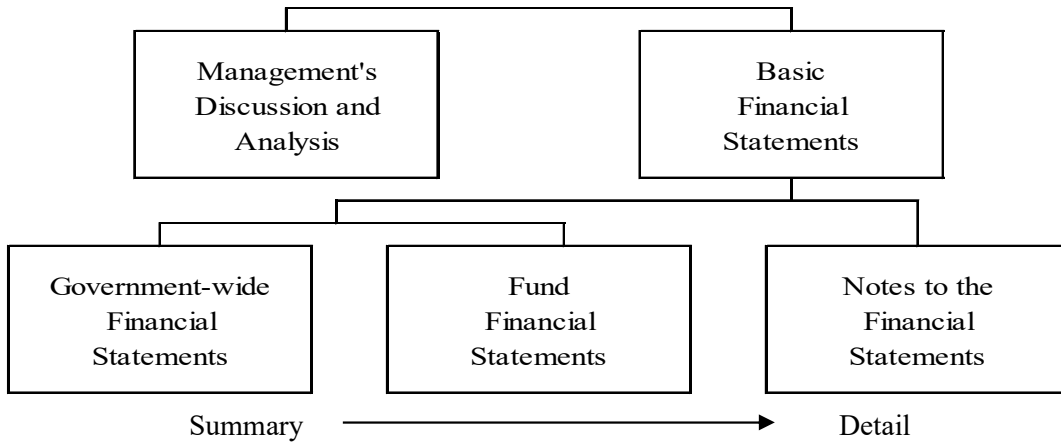 Management's
Discussion and
Analysis
Basic
Financial
Statements
Government-wide
Financial
Statements
Fund
Financial
Statements
Notes to the
Financial
Statements
Summary
Detail